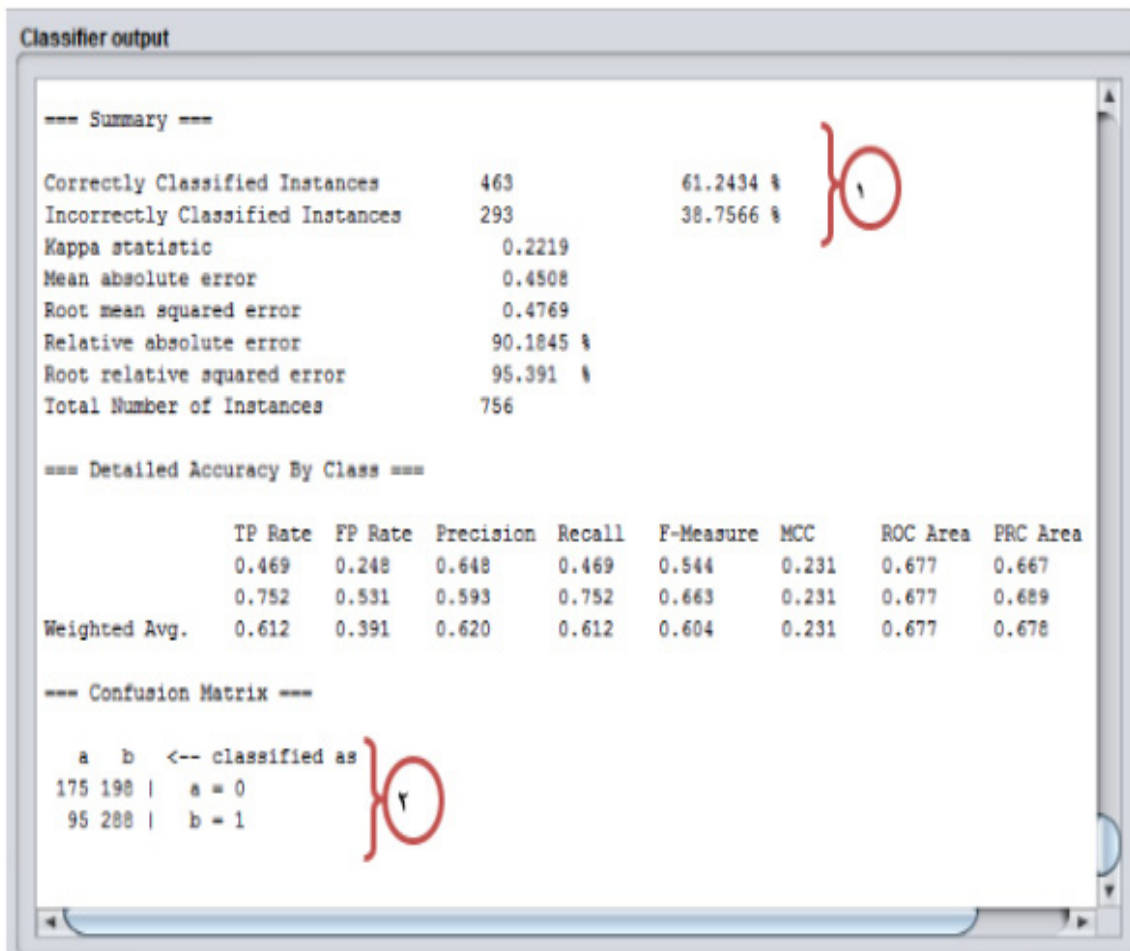 Classifier output
=== Summary ===
Correctly Classified Instances 463 61.2434 %
Incorrectly Classified Instances 293 38.7566 %
۱
Kappa statistic 0.2219
Mean absolute error 0.4508
Root mean squared error 0.4769
Relative absolute error 90.1845 %
Root relative squared error 95.391 %
Total Number of Instances 756
=== Detailed Accuracy By Class ===
TP Rate FP Rate Precision Recall F-Measure MCC ROC Area PRC Area
0.469 0.248 0.648 0.469 0.544 0.231 0.677 0.667
0.752 0.531 0.593 0.752 0.663 0.231 0.677 0.689
Weighted Avg. 0.612 0.391 0.620 0.612 0.604 0.231 0.677 0.678
=== Confusion Matrix ===
a b <-- classified as
175 198 | a = 0
95 288 | b = 1
۲